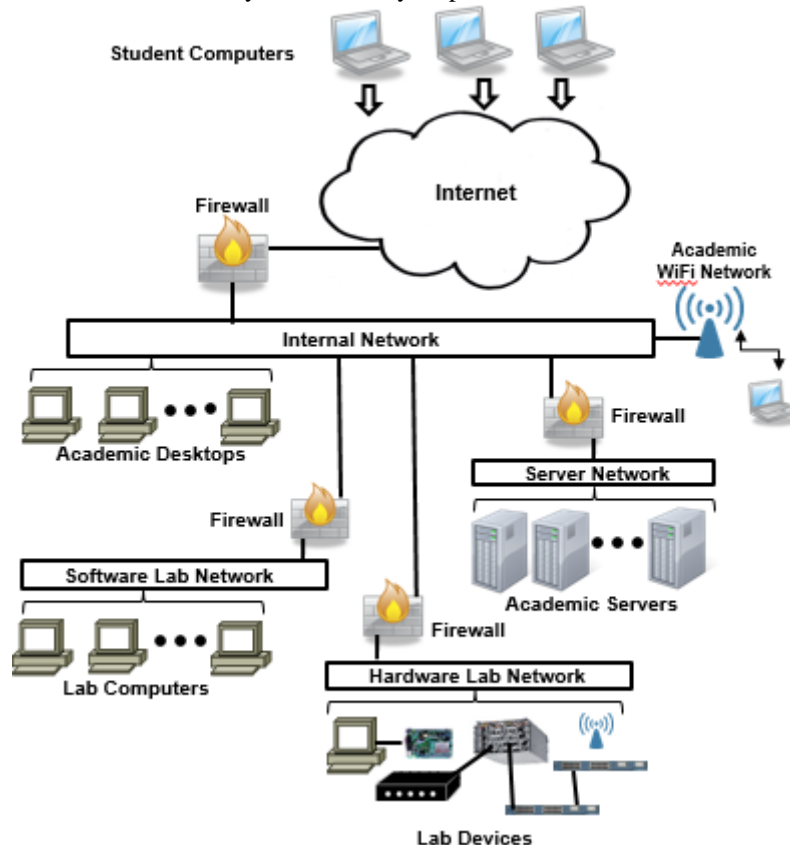 Student Computers
Internet
Firewall
Academic
WiFi Network
Internal Network
Academic Desktops
Firewall
Server Network
Firewall
Academic Servers
Software Lab Network
Lab Computers
Firewall
Hardware Lab Network
Lab Devices